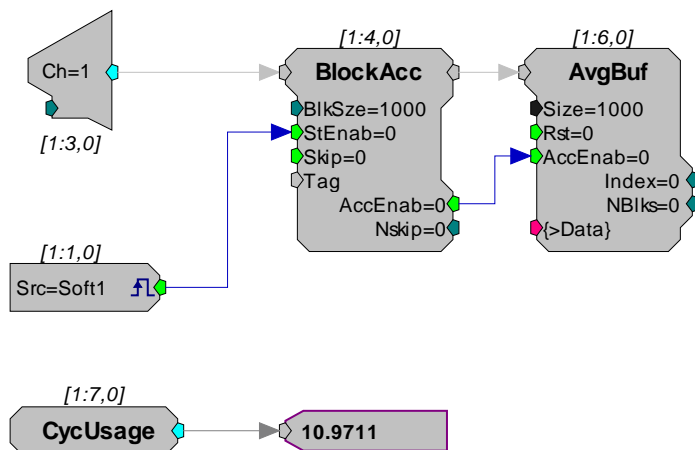 [1:4,0]
[1:6,0]
Ch=1
BlockAcc
AvgBuf
BlkSze=1000
StEnab=0
Skip=0
Tag
AccEnab=0
Nskip=0
Size=1000
Rst=0
AccEnab=0
Index=0
NBlks=0
{>Data}
[1:3,0]
[1:1,0]
Src=Soft1
[1:7,0]
CycUsage
10.9711